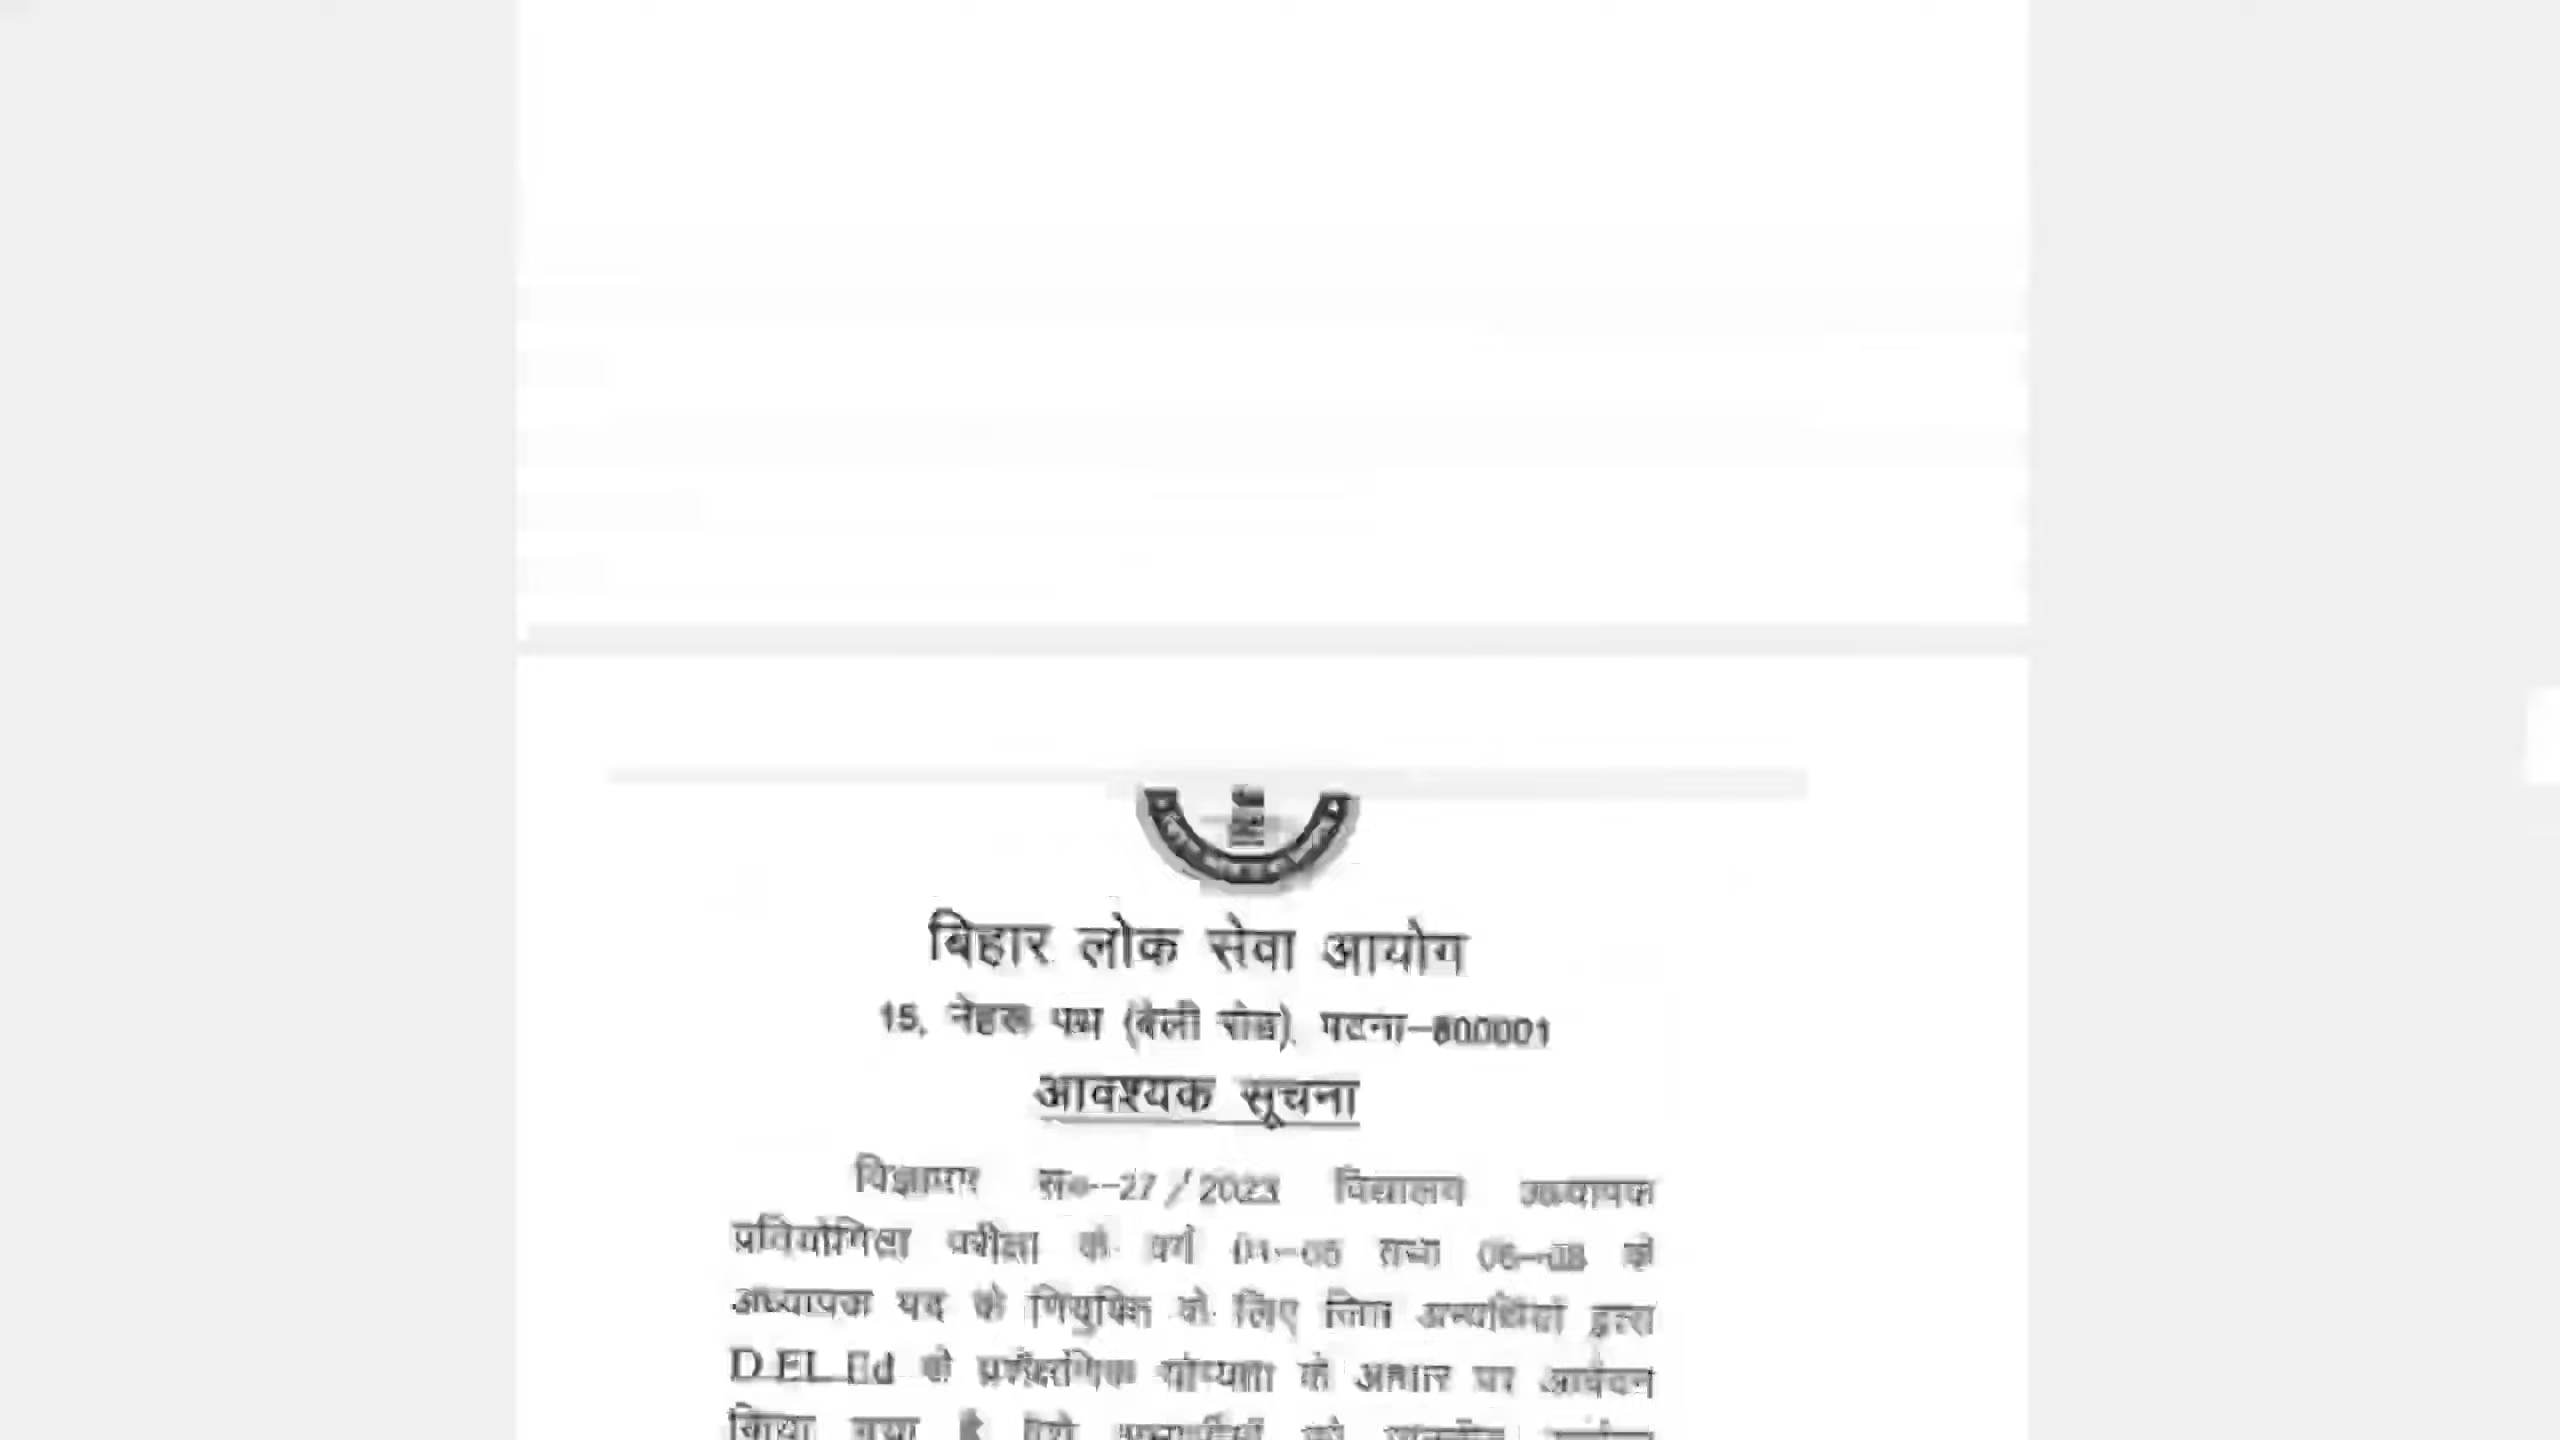 बिहार लोक सेवा आयोग
15, नेहरू पथ (बेली रोड), पटना-800001
आवश्यक सूचना
विज्ञापन सं०-27/2023 विद्यालय अध्यापक
प्रतियोगिता परीक्षा के वर्ग 01-05 तथा 06-08 के
अध्यापक पद के नियुक्ति के लिए जिन अभ्यर्थियों द्वारा
D.EL.Ed के प्रशैक्षणिक योग्यता के आधार पर आवेदन
किया गया है